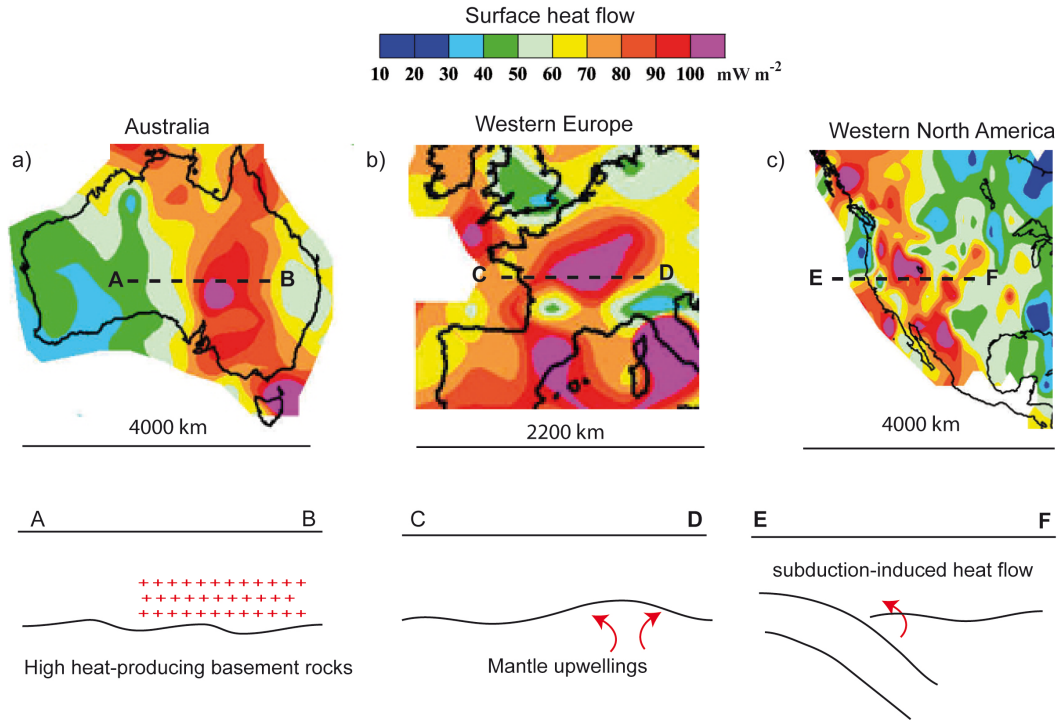 Surface heat flow
10 20 30 40 50 60 70 80 90 100 mW m-2
Australia
Western Europe
Western North America
a)
b)
c)
A
B
C
D
E
F
4000 km
2200 km
4000 km
A
B
C
D
E
F
subduction-induced heat flow
High heat-producing basement rocks
Mantle upwellings